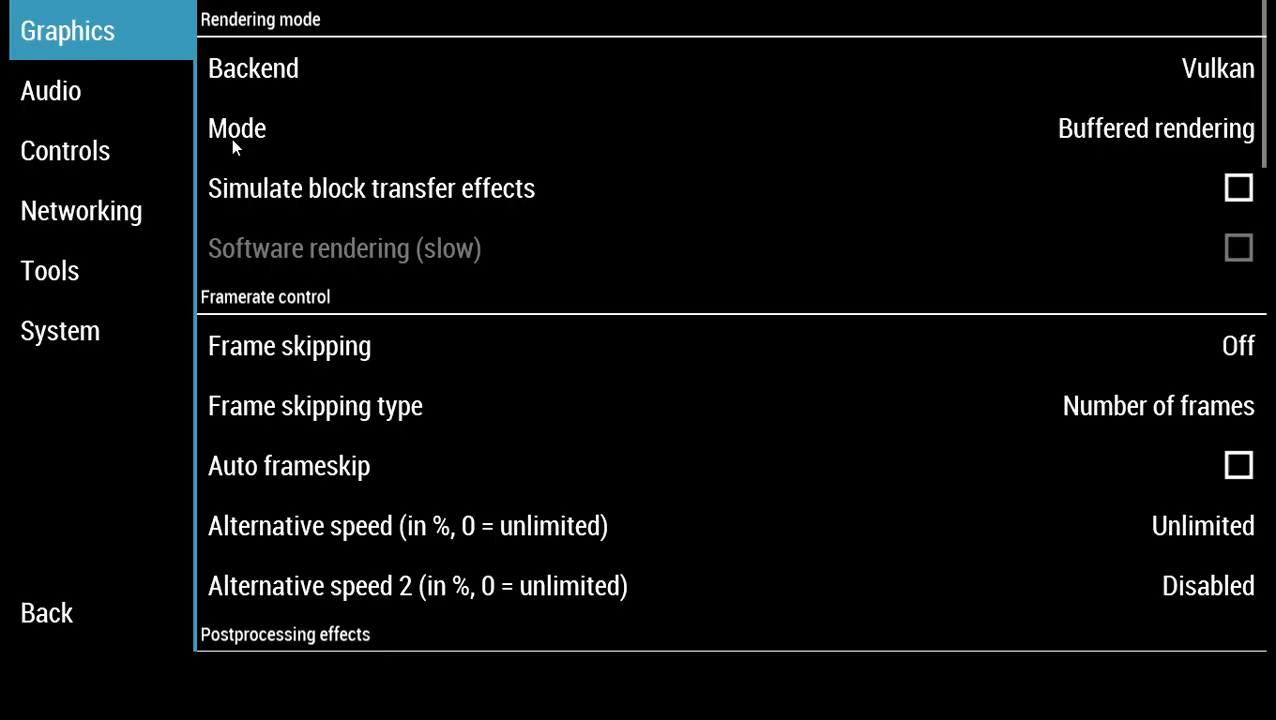 Graphics
Audio
Controls
Networking
Tools
System
Back
Rendering mode
Backend Vulkan
Mode Buffered rendering
Simulate block transfer effects
Software rendering (slow)
Framerate control
Frame skipping Off
Frame skipping type Number of frames
Auto frameskip
Alternative speed (in %, 0 = unlimited) Unlimited
Alternative speed 2 (in %, 0 = unlimited) Disabled
Postprocessing effects